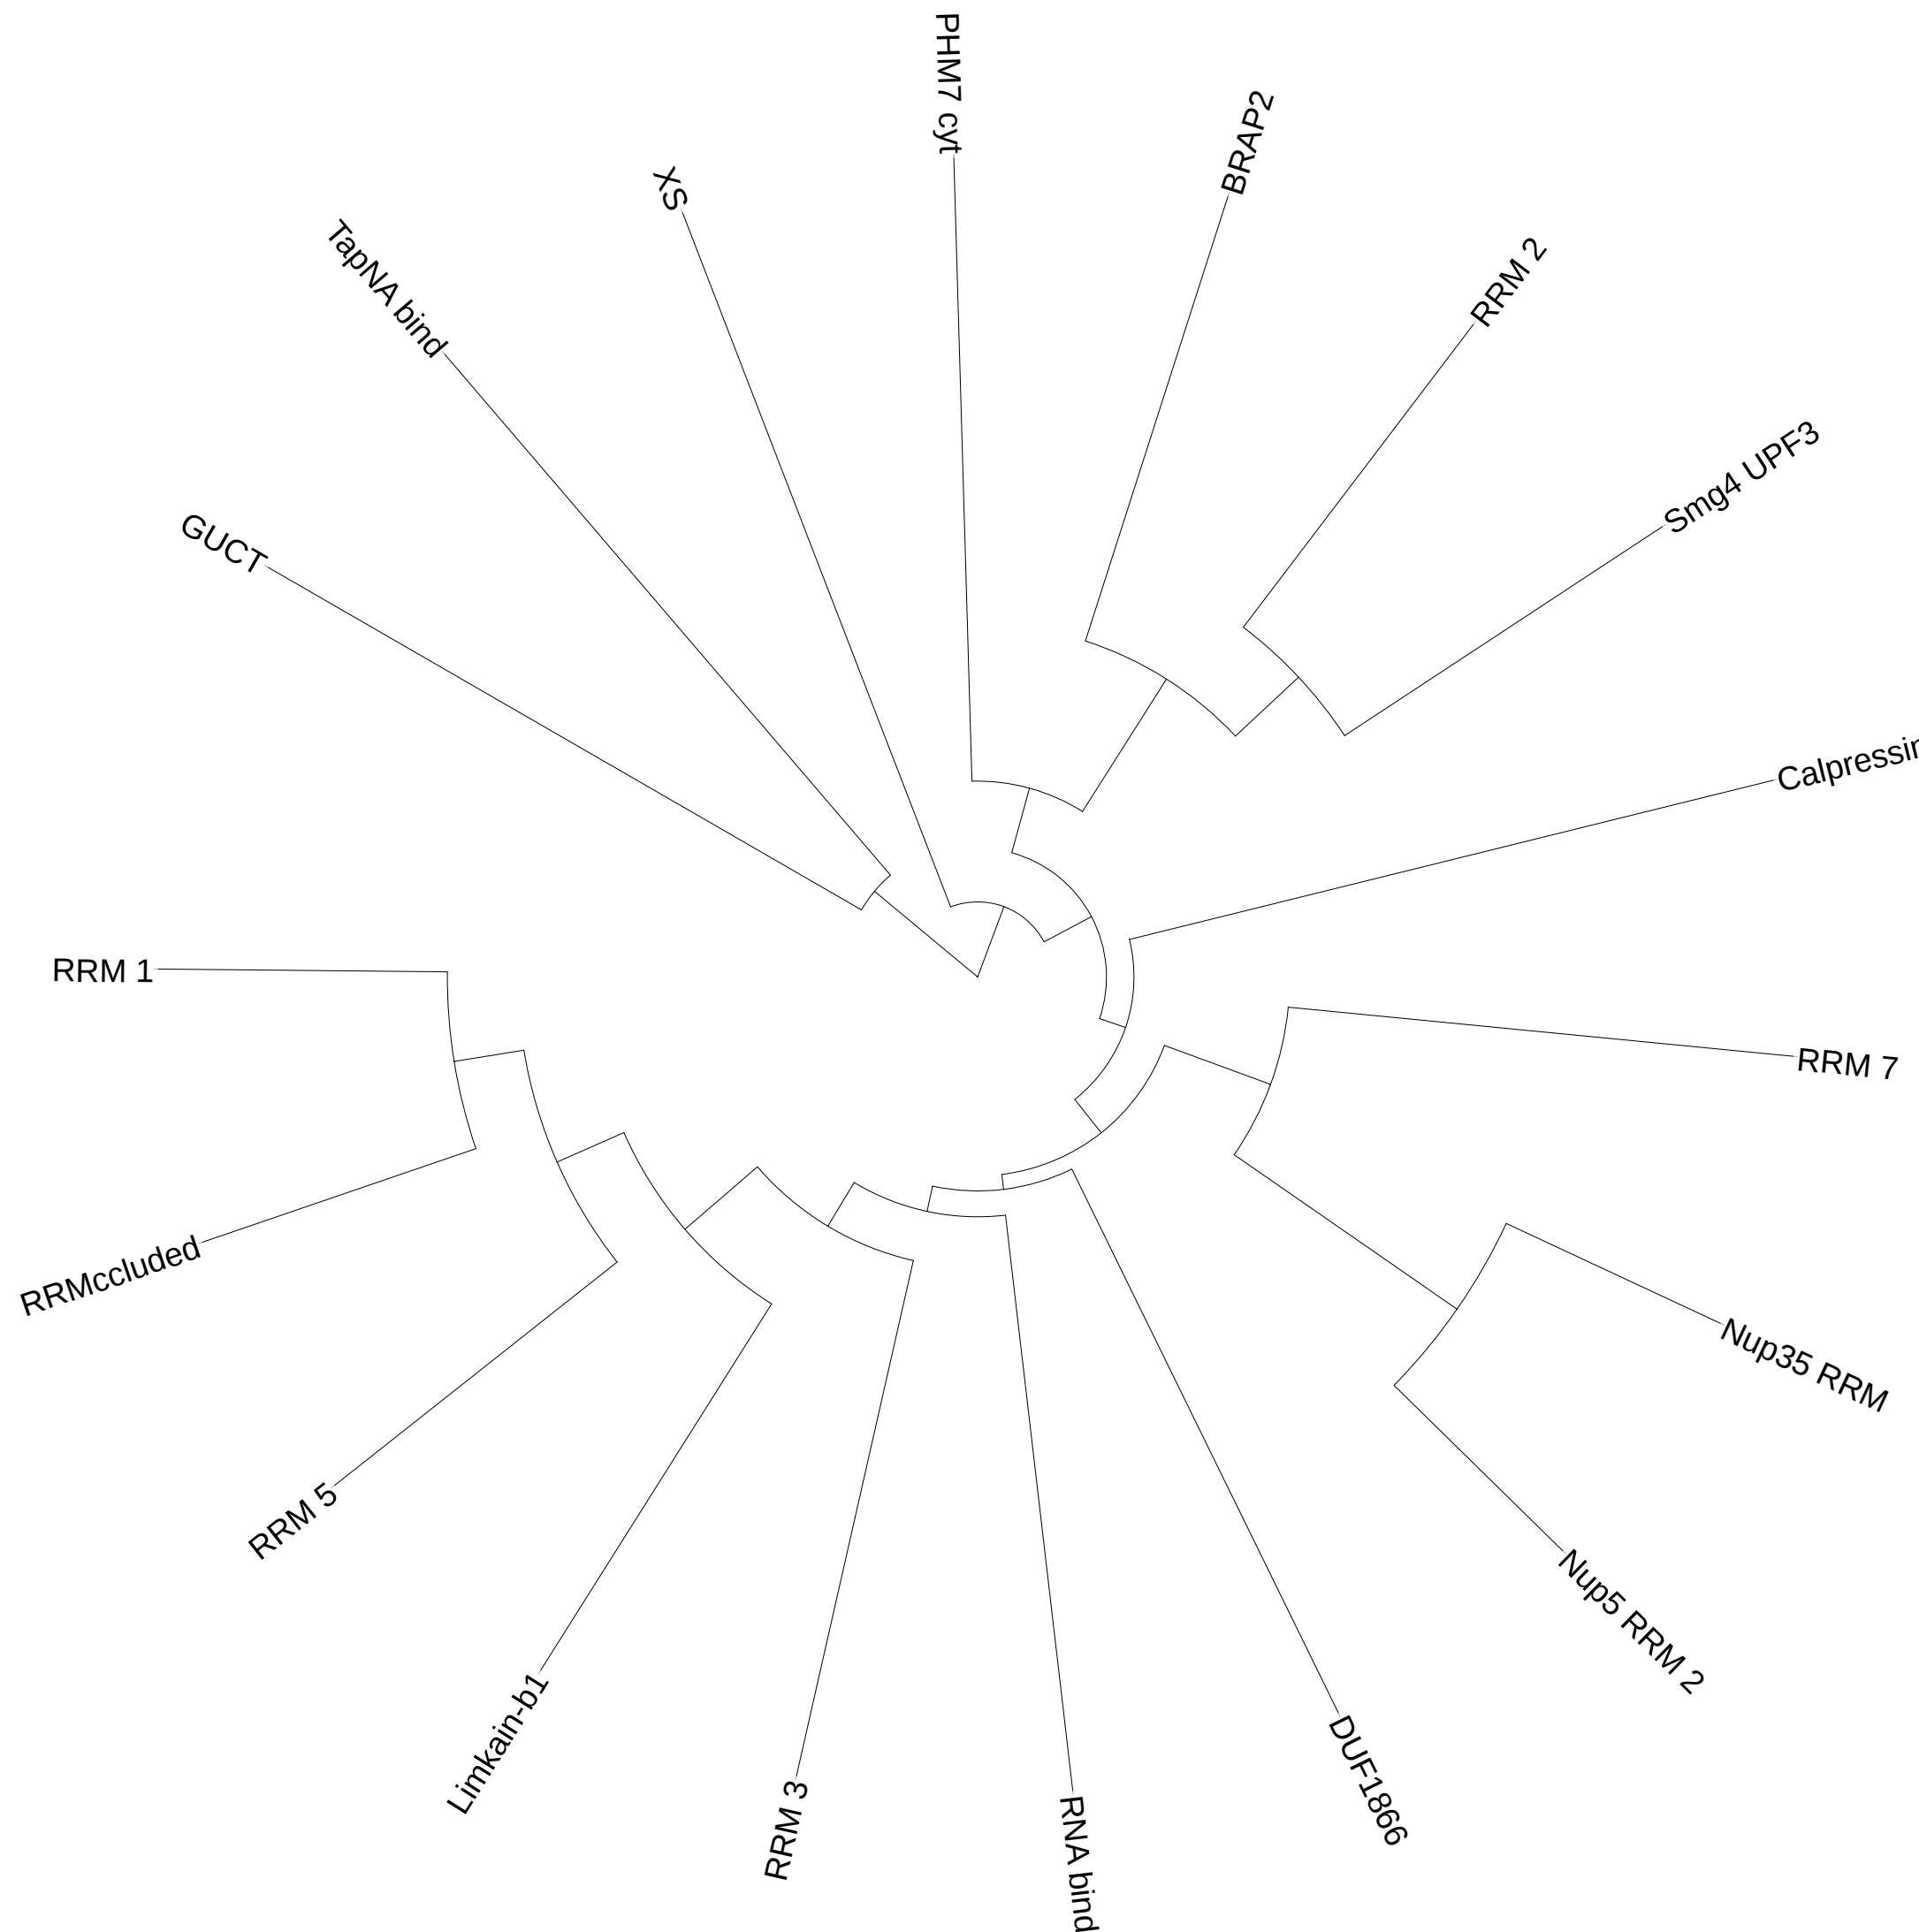 PHM7 cyt
BRAP2
XS
RRM 2
TapNA bind
Smg4 UPF3
GUCT
Calpressin
RRM 1
RRM 7
RRMccluded
Nup35 RRM
RRM 5
Nup5 RRM 2
Limkain-b1
DUF1866
RRM 3
RNA bind